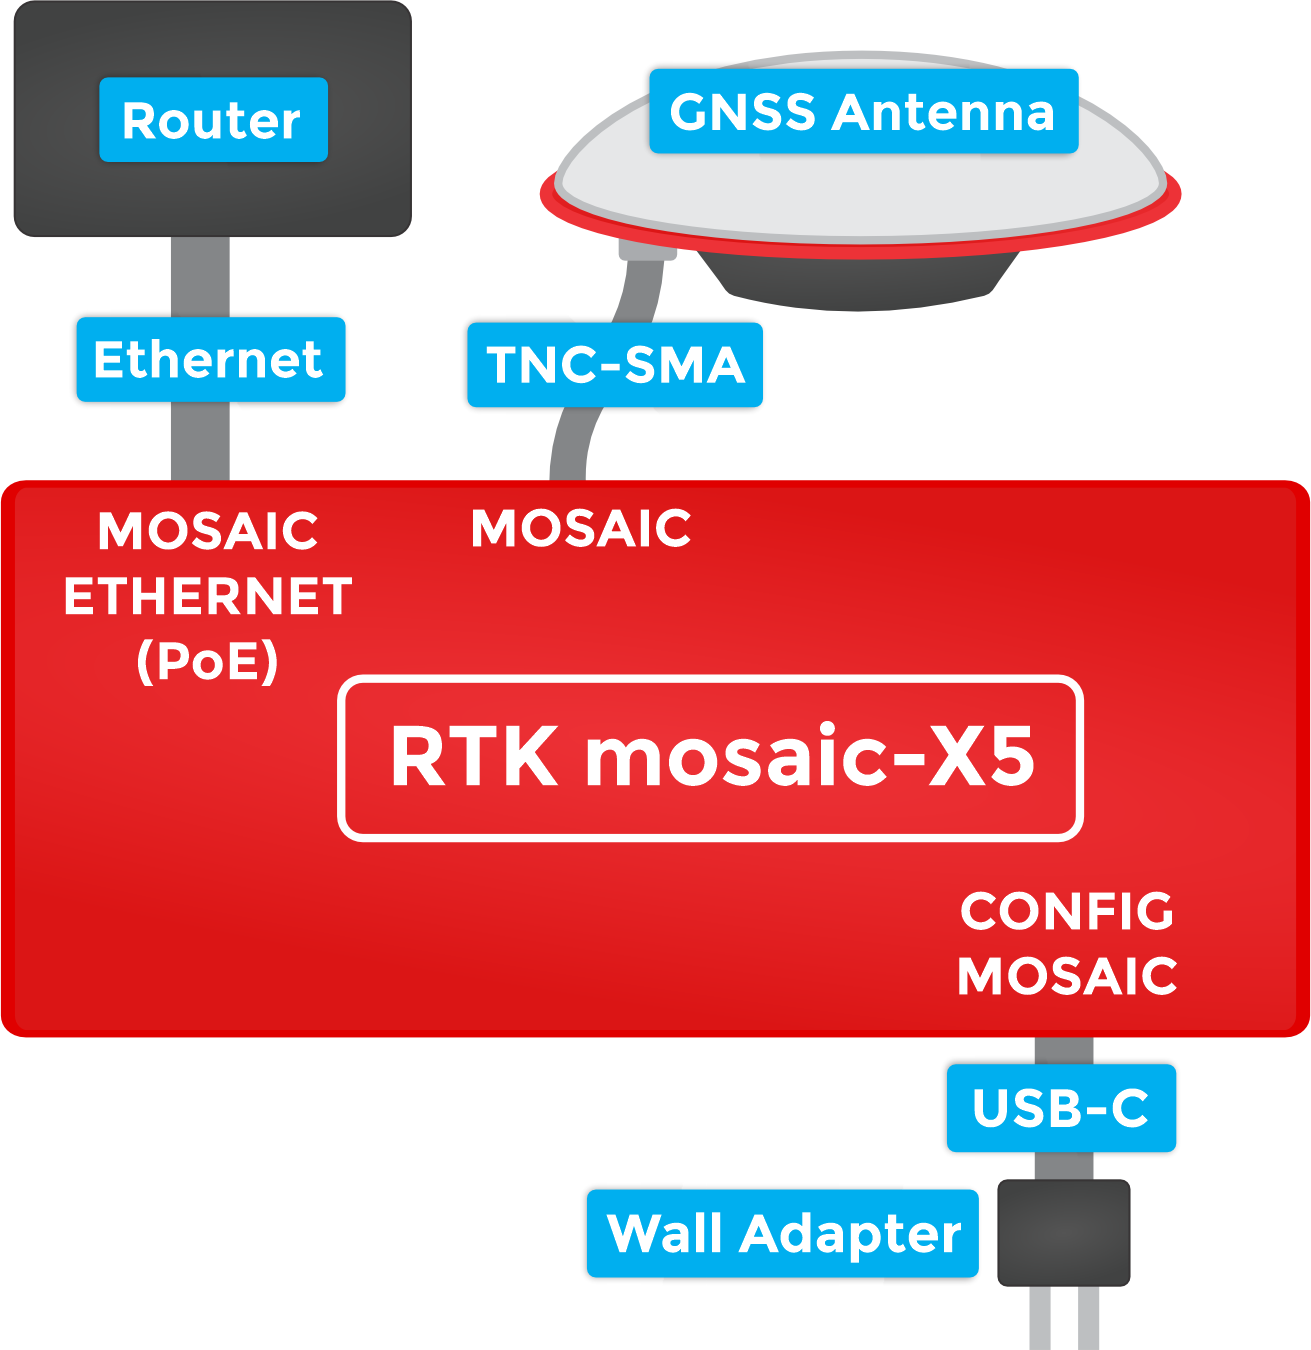 Router
GNSS Antenna
Ethernet
TNC-SMA
MOSAIC
ETHERNET
(PoE)
MOSAIC
RTK mosaic-X5
CONFIG
MOSAIC
USB-C
Wall Adapter